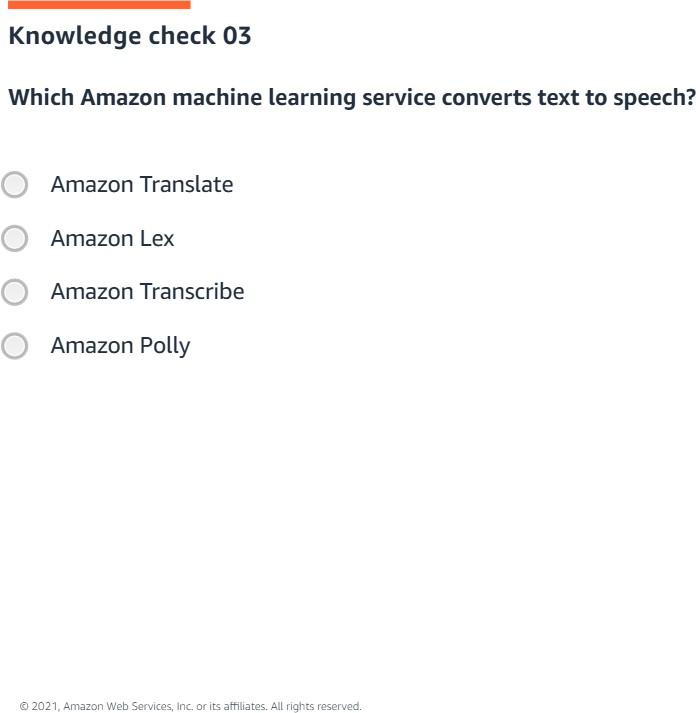 Knowledge check 03
Which Amazon machine learning service converts text to speech?
Amazon Translate
Amazon Lex
Amazon Transcribe
Amazon Polly
© 2021, Amazon Web Services, Inc. or its affiliates. All rights reserved.